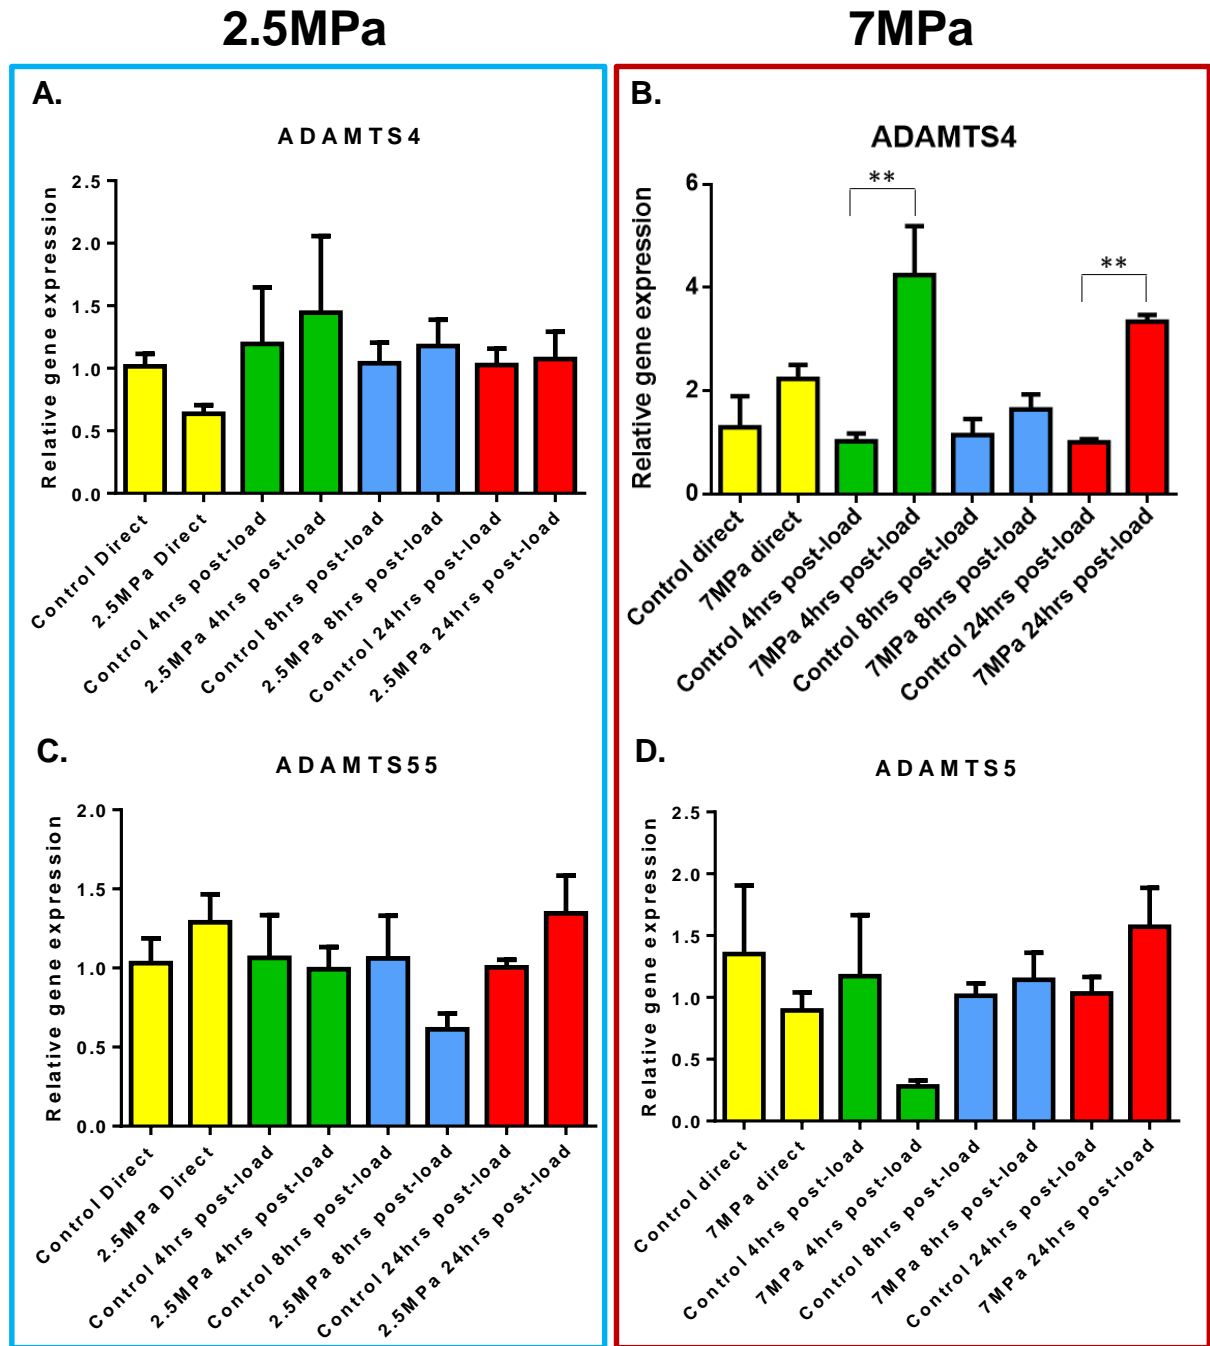 2.5MPa
7MPa
A.
ADAMTS4
Relative gene expression
2.5
2.0
1.5
1.0
0.5
0.0
Control Direct
2.5MPa Direct
Control 4hrs post-load
2.5MPa 4hrs post-load
Control 8hrs post-load
2.5MPa 8hrs post-load
Control 24hrs post-load
2.5MPa 24hrs post-load
B.
ADAMTS4
Relative gene expression
6
4
2
0
**
**
Control direct
7MPa direct
Control 4hrs post-load
7MPa 4hrs post-load
Control 8hrs post-load
7MPa 8hrs post-load
Control 24hrs post-load
7MPa 24hrs post-load
C.
ADAMTS55
Relative gene expression
2.0
1.5
1.0
0.5
0.0
Control Direct
2.5MPa Direct
Control 4hrs post-load
2.5MPa 4hrs post-load
Control 8hrs post-load
2.5MPa 8hrs post-load
Control 24hrs post-load
2.5MPa 24hrs post-load
D.
ADAMTS5
Relative gene expression
2.5
2.0
1.5
1.0
0.5
0.0
Control direct
7MPa direct
Control 4hrs post-load
7MPa 4hrs post-load
Control 8hrs post-load
7MPa 8hrs post-load
Control 24hrs post-load
7MPa 24hrs post-load